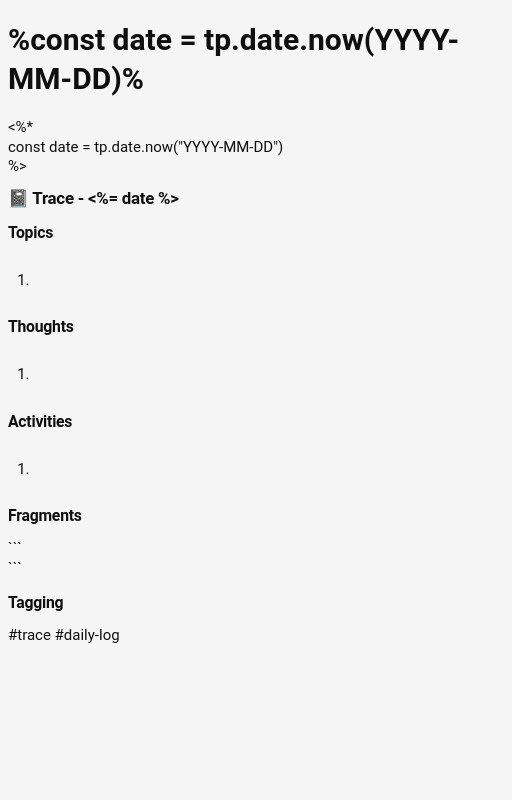 %const date = tp.date.now(YYYY-
MM-DD)%
<%*
const date = tp.date.now("YYYY-MM-DD")
%>
📓 Trace - <%= date %>
Topics
1.
Thoughts
1.
Activities
1.
Fragments
```
```
Tagging
#trace #daily-log